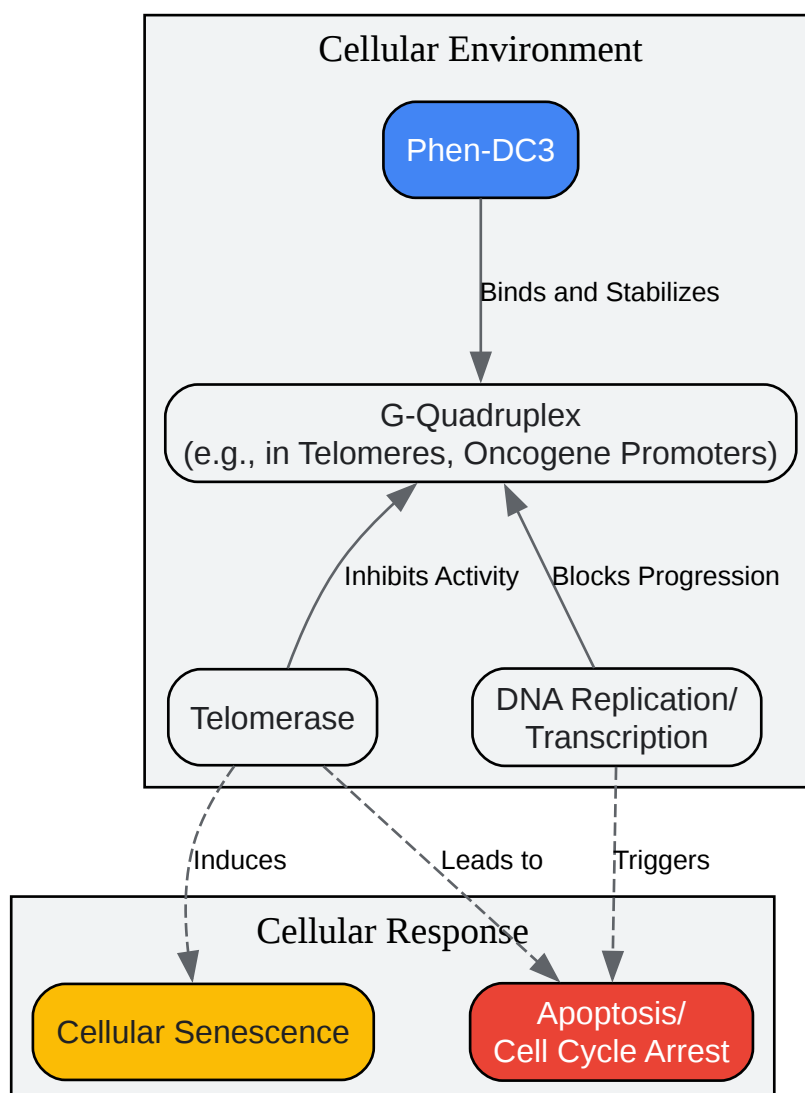 Cellular Environment
Phen-DC3
Binds and Stabilizes
G-Quadruplex
(e.g., in Telomeres, Oncogene Promoters)
Inhibits Activity
Blocks Progression
Telomerase
DNA Replication/
Transcription
Induces
Leads to
Triggers
Cellular Response
Cellular Senescence
Apoptosis/
Cell Cycle Arrest